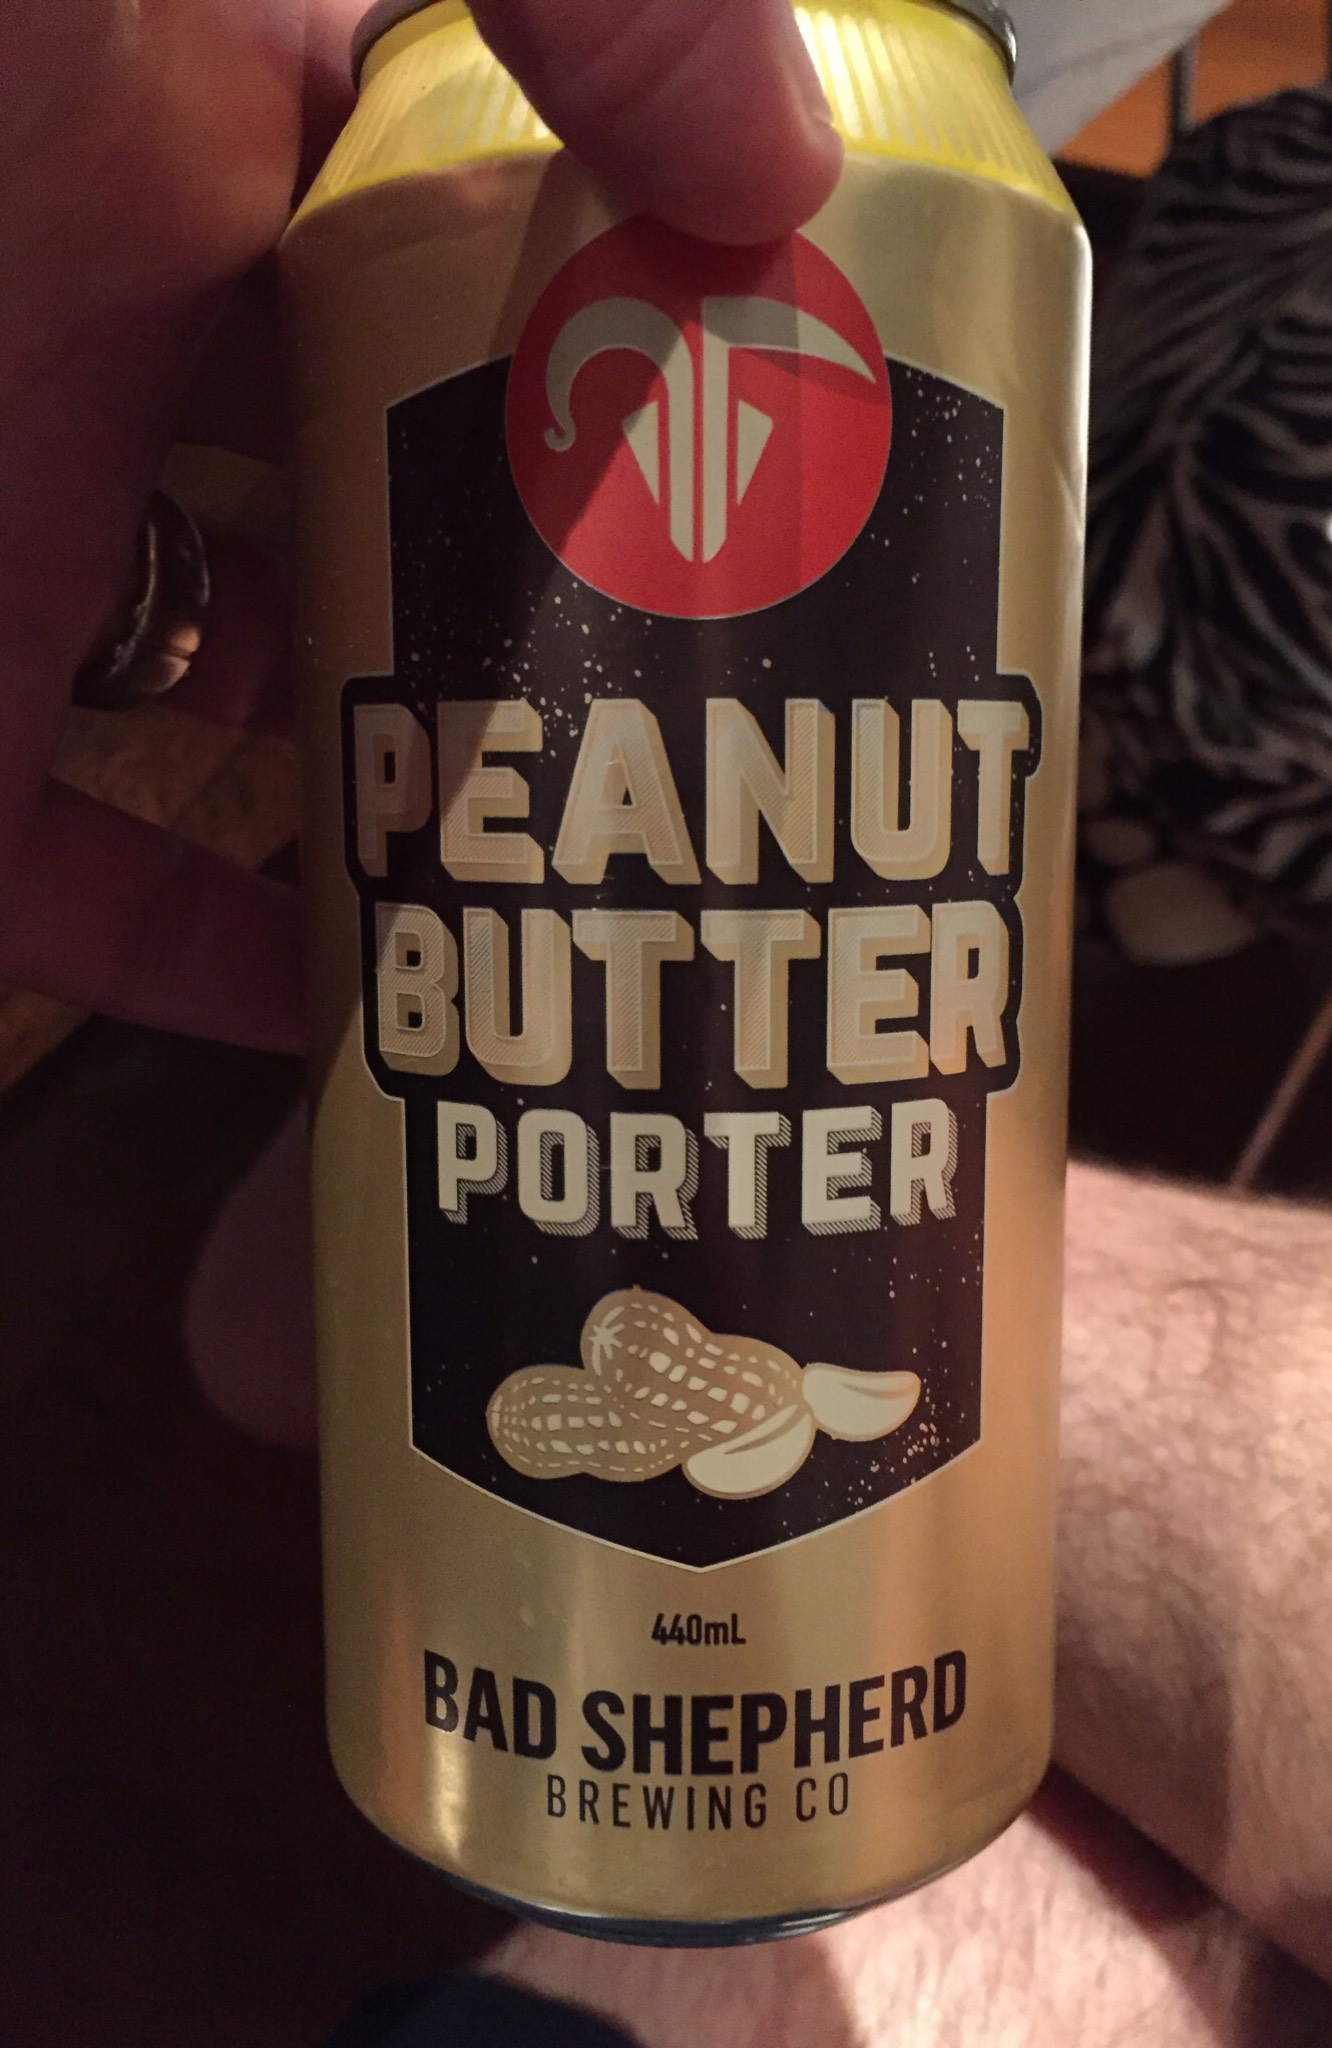 PEANUT
BUTTER
PORTER
440mL
BAD SHEPHERD
BREWING CO